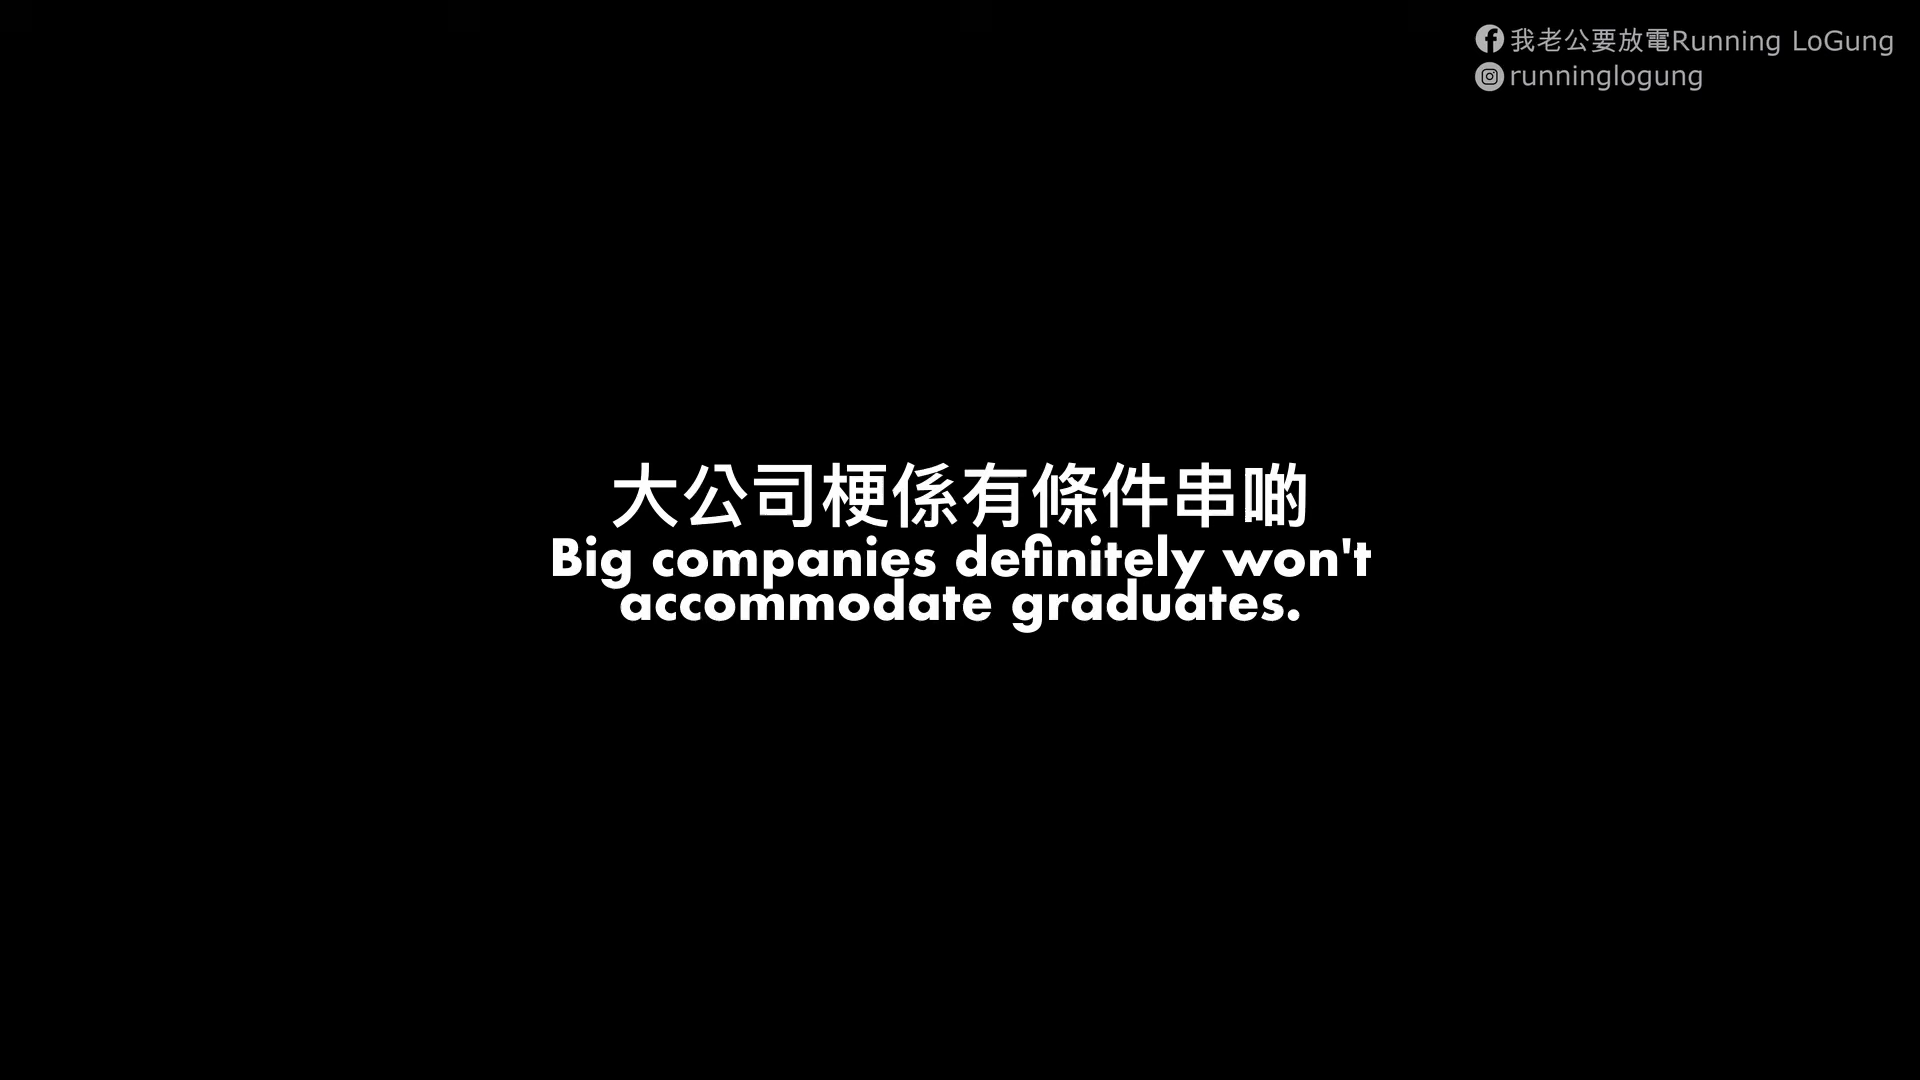 我老公要放電Running LoGung
runninglogung
大公司梗係有條件串啲
Big companies definitely won't
accommodate graduates.